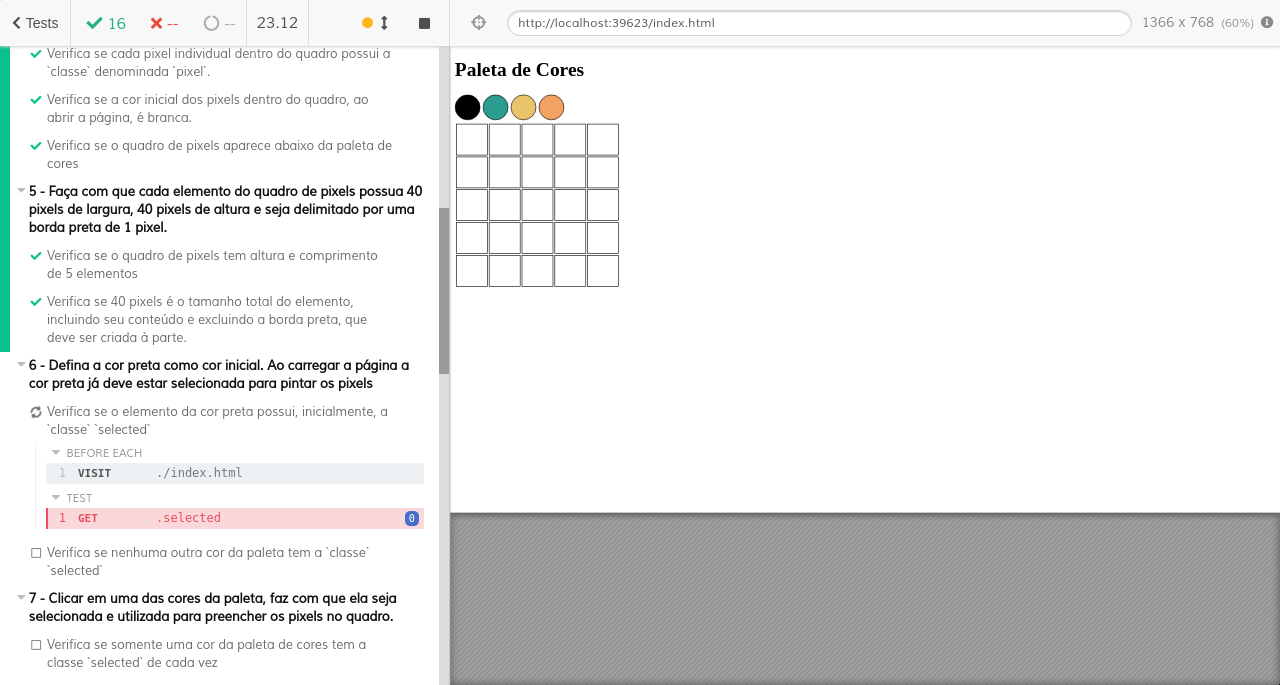 Tests
16
--
--
23.12
http://localhost:39623/index.html
1366 x 768 (60%)
Verifica se cada pixel individual dentro do quadro possui a
`classe` denominada `pixel`.
Verifica se a cor inicial dos pixels dentro do quadro, ao
abrir a página, é branca.
Verifica se o quadro de pixels aparece abaixo da paleta de
cores
5 - Faça com que cada elemento do quadro de pixels possua 40
pixels de largura, 40 pixels de altura e seja delimitado por uma
borda preta de 1 pixel.
Verifica se o quadro de pixels tem altura e comprimento
de 5 elementos
Verifica se 40 pixels é o tamanho total do elemento,
incluindo seu conteúdo e excluindo a borda preta, que
deve ser criada à parte.
6 - Defina a cor preta como cor inicial. Ao carregar a página a
cor preta já deve estar selecionada para pintar os pixels
Verifica se o elemento da cor preta possui, inicialmente, a
`classe` `selected`
BEFORE EACH
1 VISIT ./index.html
TEST
1 GET .selected 0
Verifica se nenhuma outra cor da paleta tem a `classe`
`selected`
7 - Clicar em uma das cores da paleta, faz com que ela seja
selecionada e utilizada para preencher os pixels no quadro.
Verifica se somente uma cor da paleta de cores tem a
classe `selected` de cada vez
Paleta de Cores